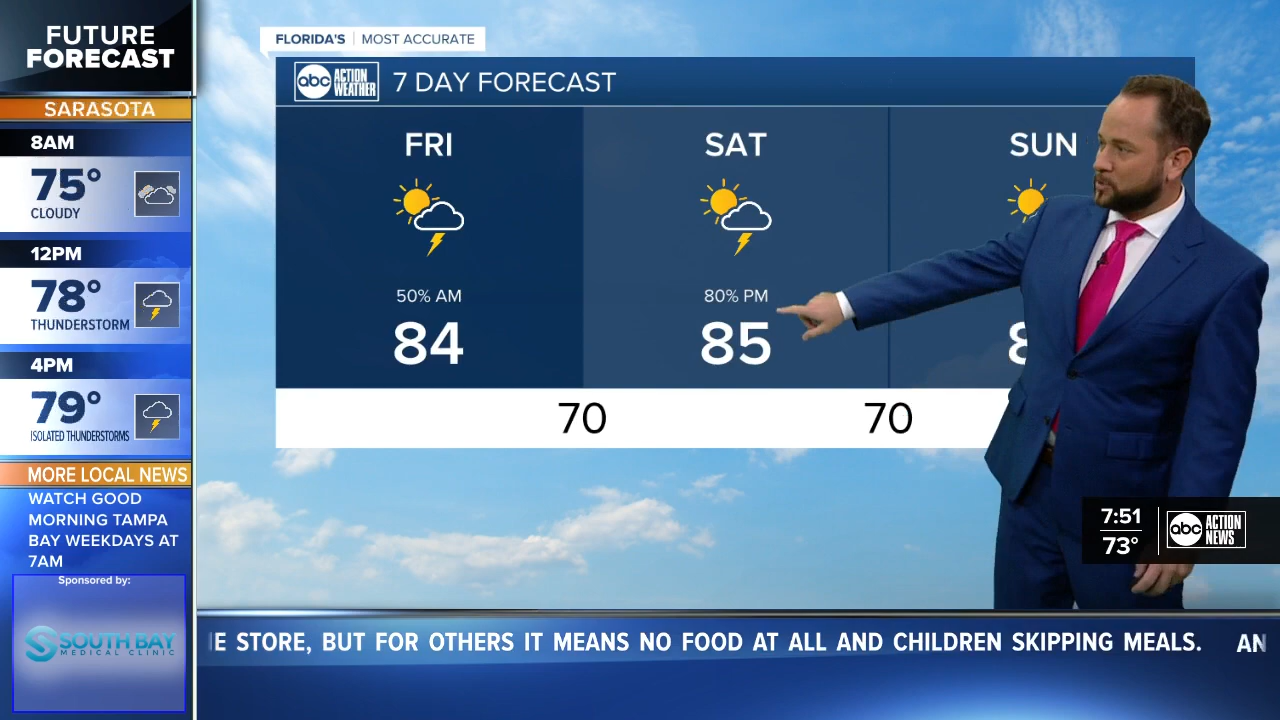 FUTURE
FORECAST
SARASOTA
8AM
75°
CLOUDY
12PM
78°
THUNDERSTORM
4PM
79°
ISOLATED THUNDERSTORMS
MORE LOCAL NEWS
WATCH GOOD
MORNING TAMPA
BAY WEEKDAYS AT
7AM
Sponsored by:
SOUTH BAY
MEDICAL CLINIC
FLORIDA'S MOST ACCURATE
abc ACTION WEATHER 7 DAY FORECAST
FRI SAT SUN
50% AM 80% PM
84 85 8
70 70
7:51
73°
abc ACTION NEWS
E STORE, BUT FOR OTHERS IT MEANS NO FOOD AT ALL AND CHILDREN SKIPPING MEALS. AN